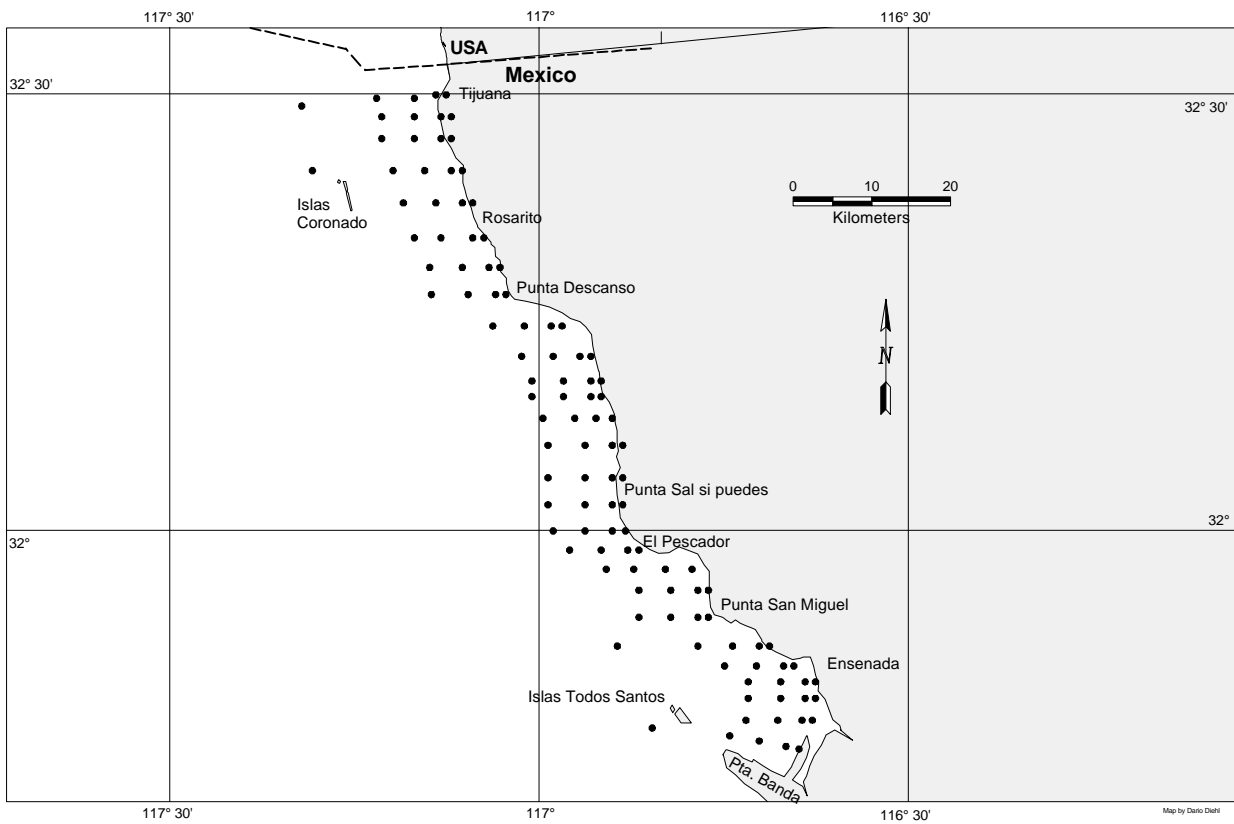 117° 30'
117°
116° 30'
USA
Mexico
32° 30'
Tijuana
32° 30'
0 10 20
Kilometers
Islas
Coronado
Rosarito
Punta Descanso
N
Punta Sal si puedes
32°
32°
El Pescador
Punta San Miguel
Ensenada
Islas Todos Santos
Pta. Banda
117° 30'
117°
116° 30'
Map by Dario Diehl